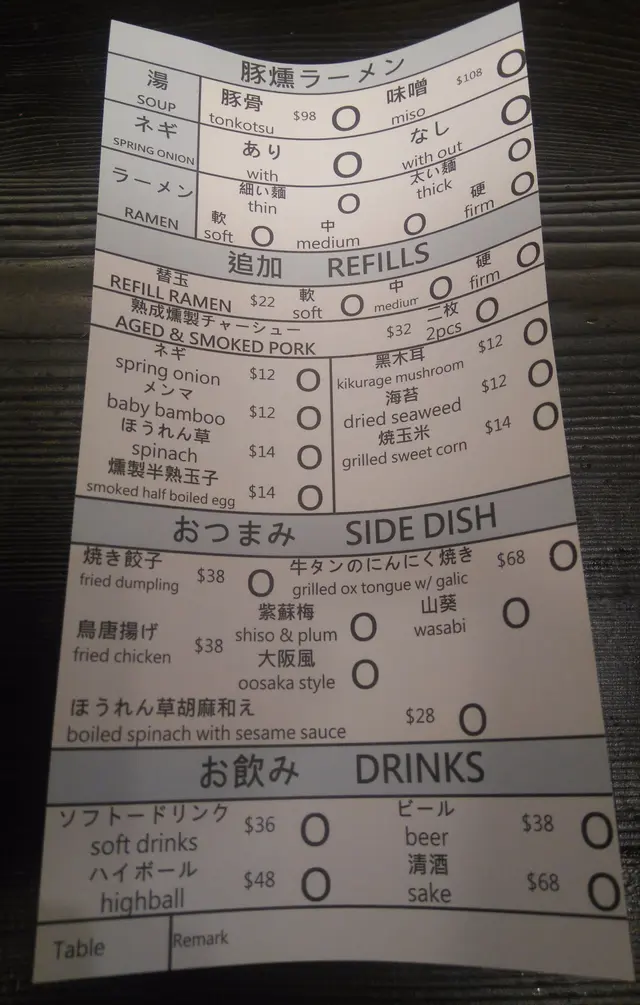 豚燻ラーメン
湯 豚骨 $98 O 味噌 $108 O
SOUP tonkotsu miso
ネギ あり O なし O
SPRING ONION with with out
ラーメン 細い麺 O 太い麺 O
thin thick
RAMEN 軟 O 中 O 硬 O
soft medium firm
追加 REFILLS
替玉 $22 軟 O 中 O 硬 O
REFILL RAMEN soft medium firm
熟成燻製チャーシュー $32 二枚 O
AGED & SMOKED PORK 2pcs
ネギ $12 O
spring onion
メンマ $12 O
baby bamboo
ほうれん草 $14 O
spinach
燻製半熟玉子 $14 O
smoked half boiled egg
黑木耳 $12 O
kikurage mushroom
海苔 $12 O
dried seaweed
焼玉米 $14 O
grilled sweet corn
おつまみ SIDE DISH
焼き餃子 $38 O 牛タンのにんにく焼き $68 O
fried dumpling grilled ox tongue w/ galic
鳥唐揚げ $38 紫蘇梅 O 山葵 O
fried chicken shiso & plum wasabi
大阪風 O
oosaka style
ほうれん草胡麻和え $28 O
boiled spinach with sesame sauce
お飲み DRINKS
ソフトードリンク $36 O ビール $38 O
soft drinks beer
ハイボール $48 O 清酒 $68 O
highball sake
Table Remark